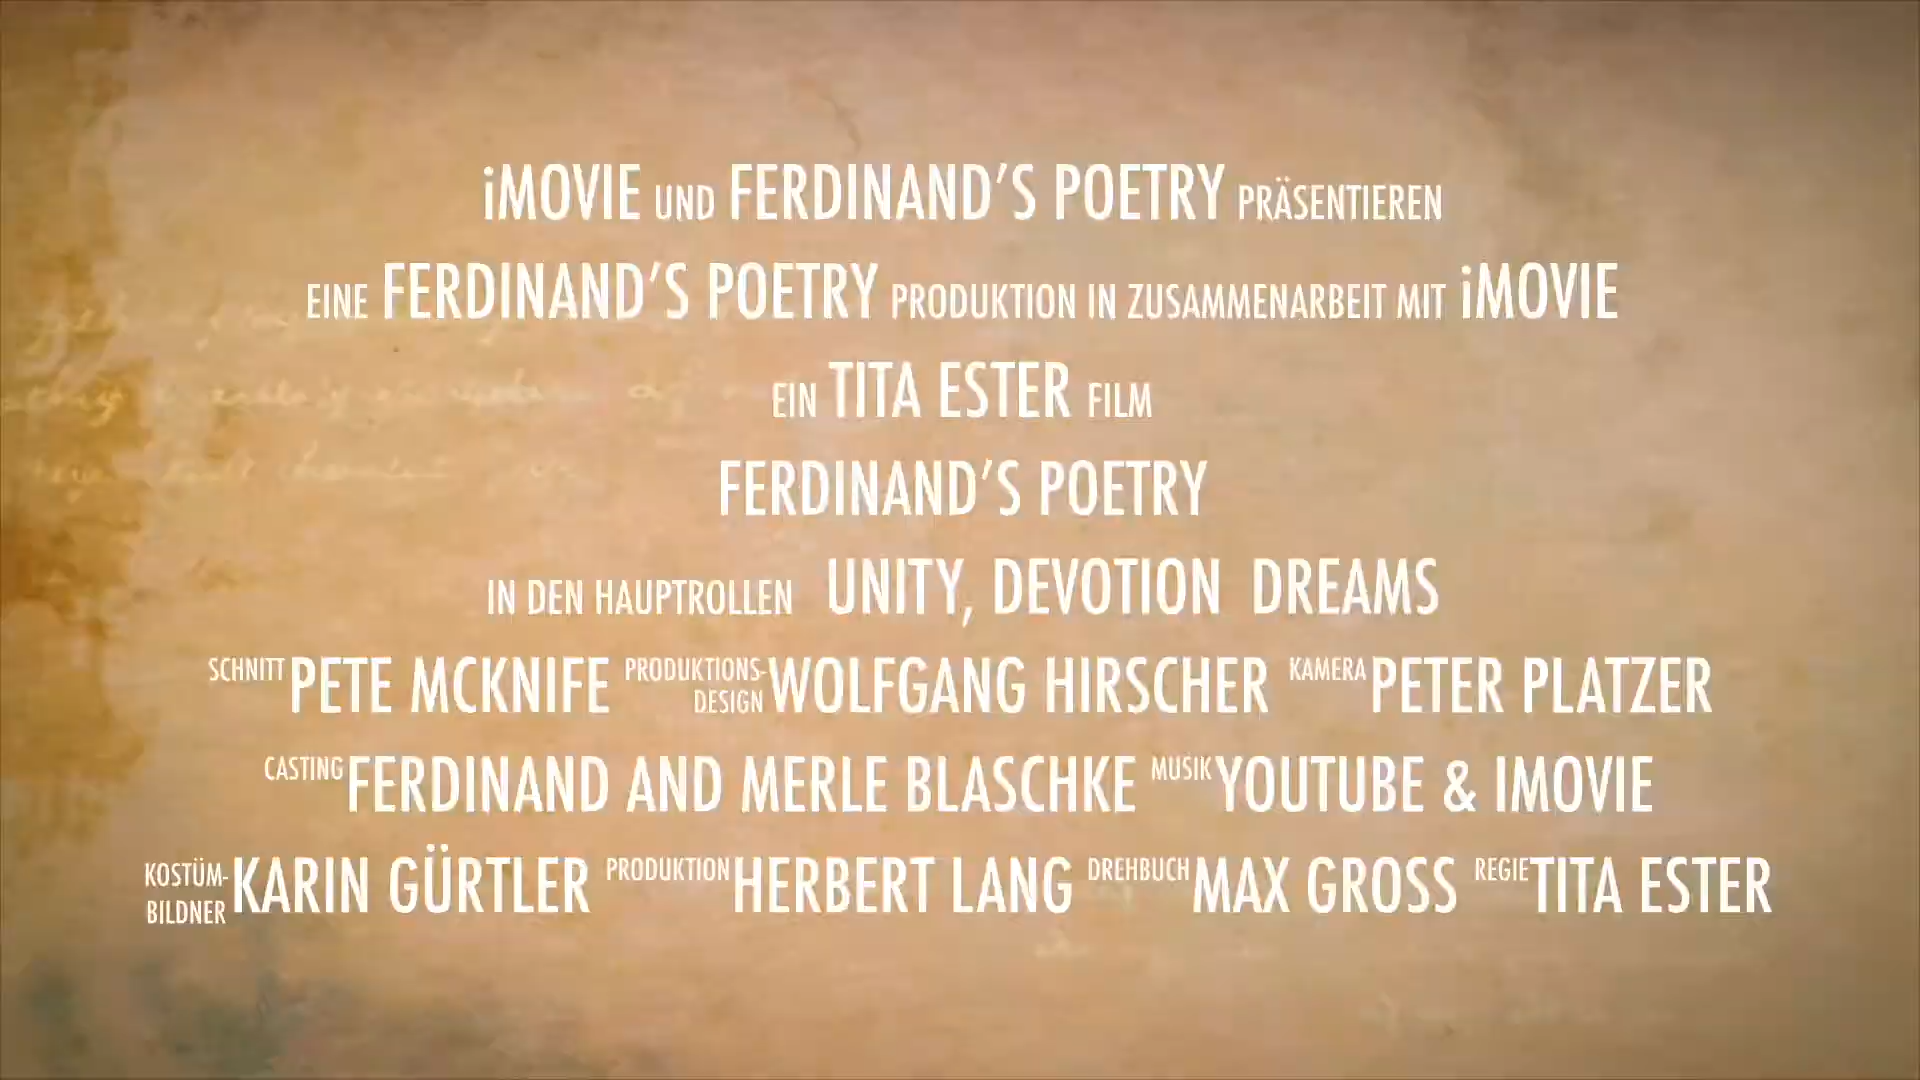 iMOVIE UND FERDINAND'S POETRY PRÄSENTIEREN
EINE FERDINAND'S POETRY PRODUKTION IN ZUSAMMENARBEIT MIT iMOVIE
EIN TITA ESTER FILM
FERDINAND'S POETRY
IN DEN HAUPTROLLEN UNITY, DEVOTION DREAMS
SCHNITT PETE MCKNIFE PRODUKTIONS-DESIGN WOLFGANG HIRSCHER KAMERA PETER PLATZER
CASTING FERDINAND AND MERLE BLASCHKE MUSIK YOUTUBE & IMOVIE
KOSTÜM-BILDNER KARIN GÜRTLER PRODUKTION HERBERT LANG DREHBUCH MAX GROSS REGIE TITA ESTER